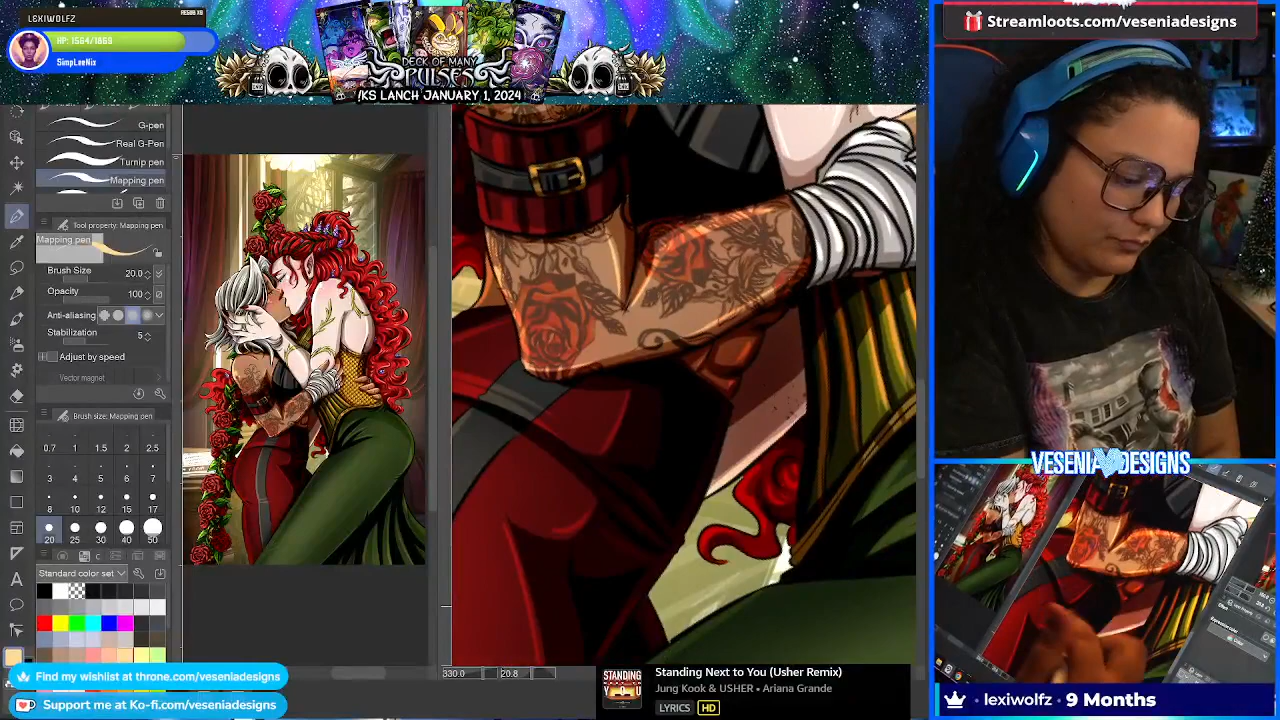 LEXIWOLFZ
HP: 1564/1869
SimpLeeNix
DECK OF MANY
PULSES
!KS LANCH JANUARY 1, 2024
Streamloots.com/veseniadesigns
G-pen
Real G-Pen
Turnip pen
Mapping pen
Tool property: Mapping pen
Mapping pen
Brush Size
20.0
Opacity
100
Anti-aliasing
Stabilization
5
Adjust by speed
Vector magnet
Brush size: Mapping pen
0.7 1 1.5 2 2.5
3 4 5 6 7
8 10 12 15 17
20 25 30 40 50
Standard color set
Find my wishlist at throne.com/veseniadesigns
Support me at Ko-fi.com/veseniadesigns
330.0
20.8
STANDING
YOU
Standing Next to You (Usher Remix)
Jung Kook & USHER • Ariana Grande
LYRICS HD
VESENIA DESIGNS
lexiwolfz 9 Months